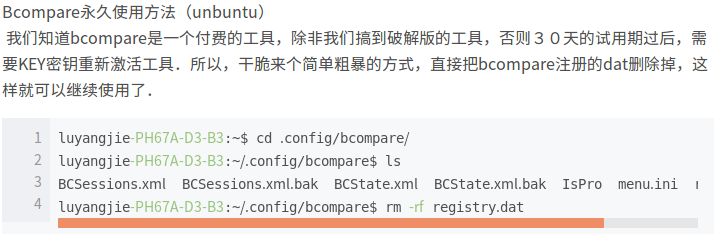 Bcompare永久使用方法（unbuntu）
我们知道bcompare是一个付费的工具，除非我们搞到破解版的工具，否则３０天的试用期过后，需
要KEY密钥重新激活工具．所以，干脆来个简单粗暴的方式，直接把bcompare注册的dat删除掉，这
样就可以继续使用了．
1 luyangjie-PH67A-D3-B3:~$ cd .config/bcompare/
2 luyangjie-PH67A-D3-B3:~/.config/bcompare$ ls
3 BCSessions.xml BCSessions.xml.bak BCState.xml BCState.xml.bak IsPro menu.ini
4 luyangjie-PH67A-D3-B3:~/.config/bcompare$ rm -rf registry.dat